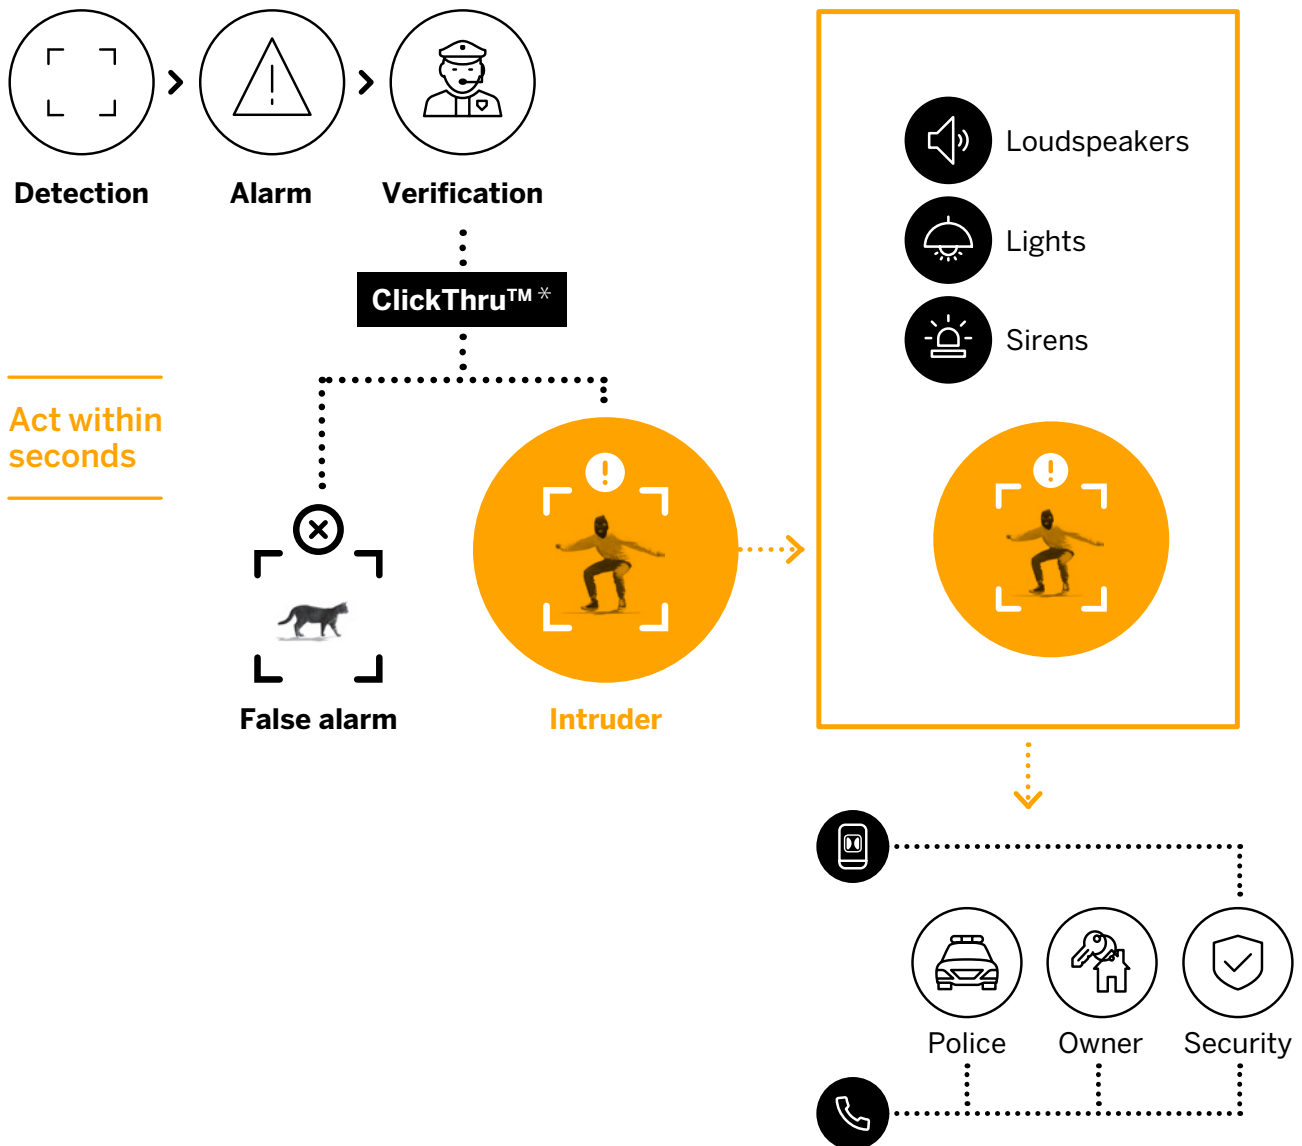 Detection
Alarm
Verification
ClickThru™ *
Act within
seconds
False alarm
Intruder
Loudspeakers
Lights
Sirens
Police
Owner
Security